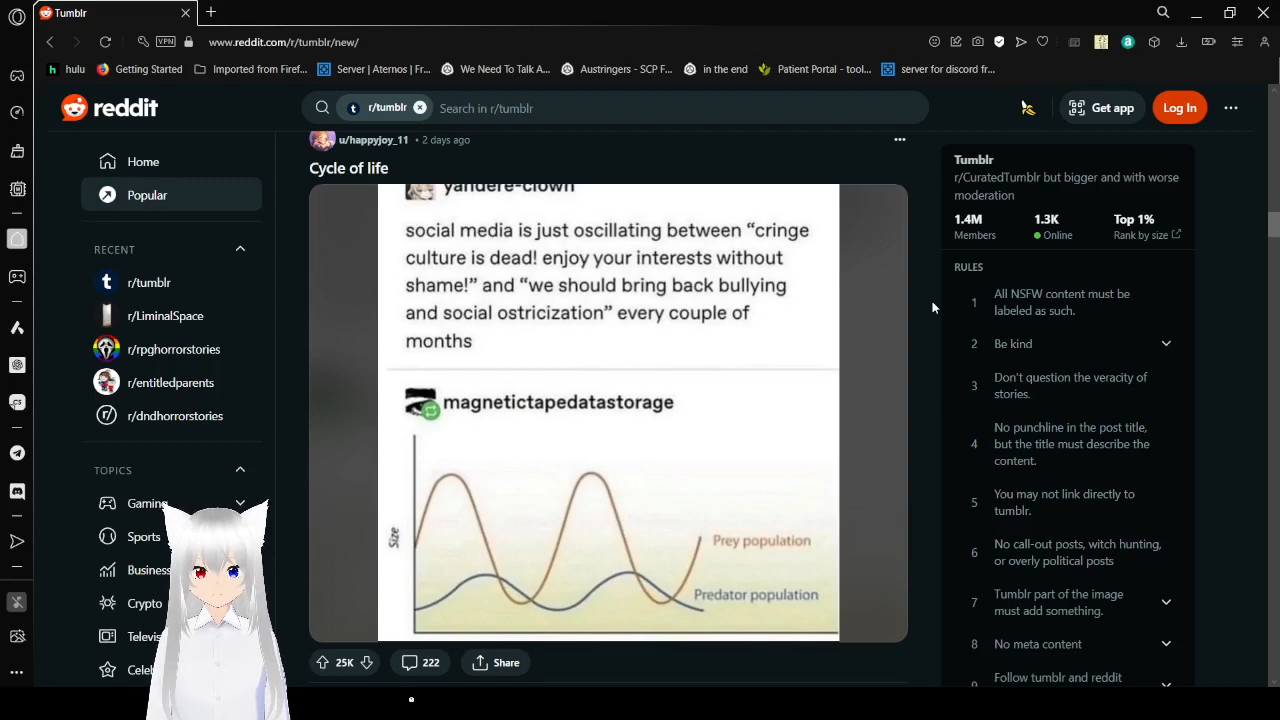 Tumblr
VPN
www.reddit.com/r/tumblr/new/
hulu
Getting Started
Imported from Firef...
Server | Aternos | Fr...
We Need To Talk A...
Austringers - SCP F...
in the end
Patient Portal - tool...
server for discord fr...
reddit
r/tumblr
Search in r/tumblr
Get app
Log In
Home
Popular
RECENT
r/tumblr
r/LiminalSpace
r/rpghorrorstories
r/entitledparents
r/dndhorrorstories
TOPICS
Gaming
Sports
Business
Crypto
Televis
Celeb
u/happyjoy_11 • 2 days ago
Cycle of life
yandere-clown
social media is just oscillating between “cringe
culture is dead! enjoy your interests without
shame!” and “we should bring back bullying
and social ostricization” every couple of
months
magnetictapedatastorage
Size
Prey population
Predator population
25K
222
Share
Tumblr
r/CuratedTumblr but bigger and with worse
moderation
1.4M 1.3K Top 1%
Members Online Rank by size
RULES
1 All NSFW content must be
labeled as such.
2 Be kind
3 Don't question the veracity of
stories.
4 No punchline in the post title,
but the title must describe the
content.
5 You may not link directly to
tumblr.
6 No call-out posts, witch hunting,
or overly political posts
7 Tumblr part of the image
must add something.
8 No meta content
Follow tumblr and reddit